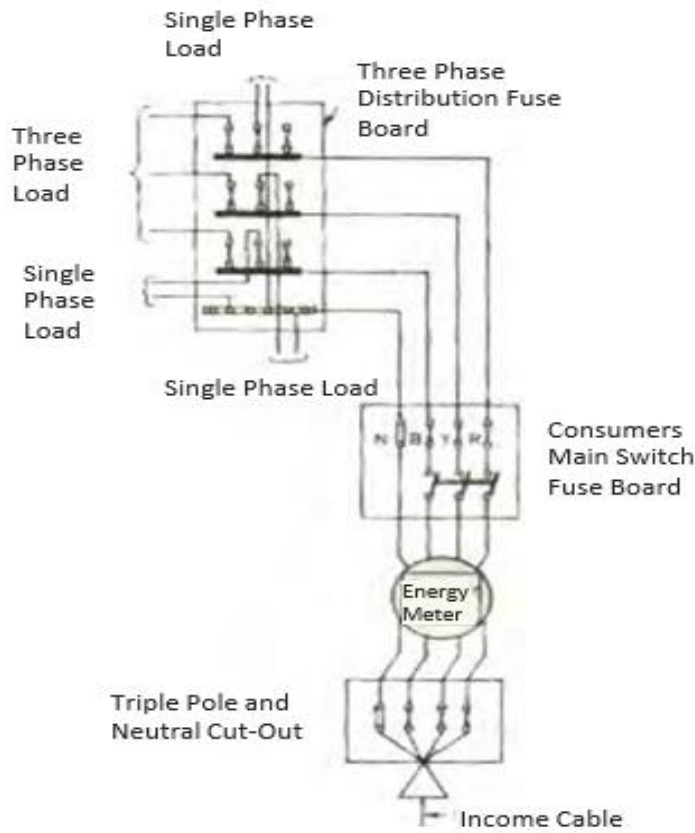 Single Phase
Load
Three Phase
Distribution Fuse
Board
Three
Phase
Load
Single
Phase
Load
Single Phase Load
N B Y R
Consumers
Main Switch
Fuse Board
Energy
Meter
Triple Pole and
Neutral Cut-Out
Income Cable